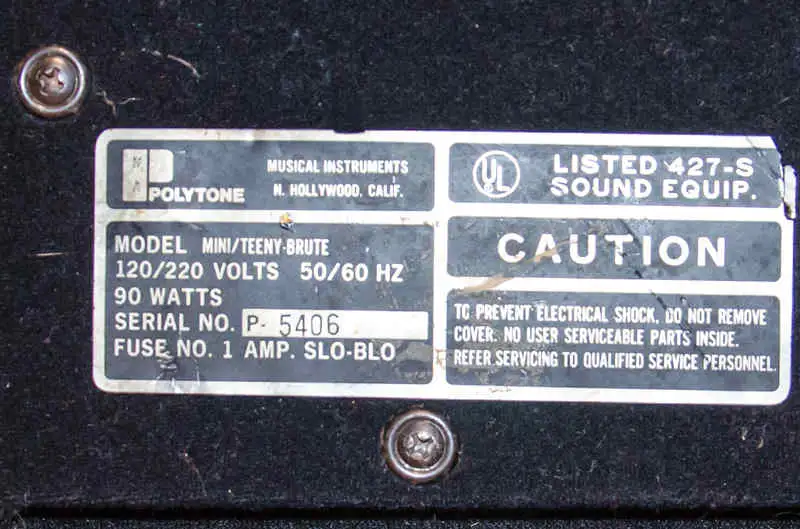 POLYTONE
MUSICAL INSTRUMENTS
N. HOLLYWOOD, CALIF.
MODEL MINI/TEENY-BRUTE
120/220 VOLTS 50/60 HZ
90 WATTS
SERIAL NO. P- 5406
FUSE NO. 1 AMP. SLO-BLO
UL LISTED 427-S
SOUND EQUIP.
CAUTION
TO PREVENT ELECTRICAL SHOCK, DO NOT REMOVE
COVER. NO USER SERVICEABLE PARTS INSIDE.
REFER SERVICING TO QUALIFIED SERVICE PERSONNEL.